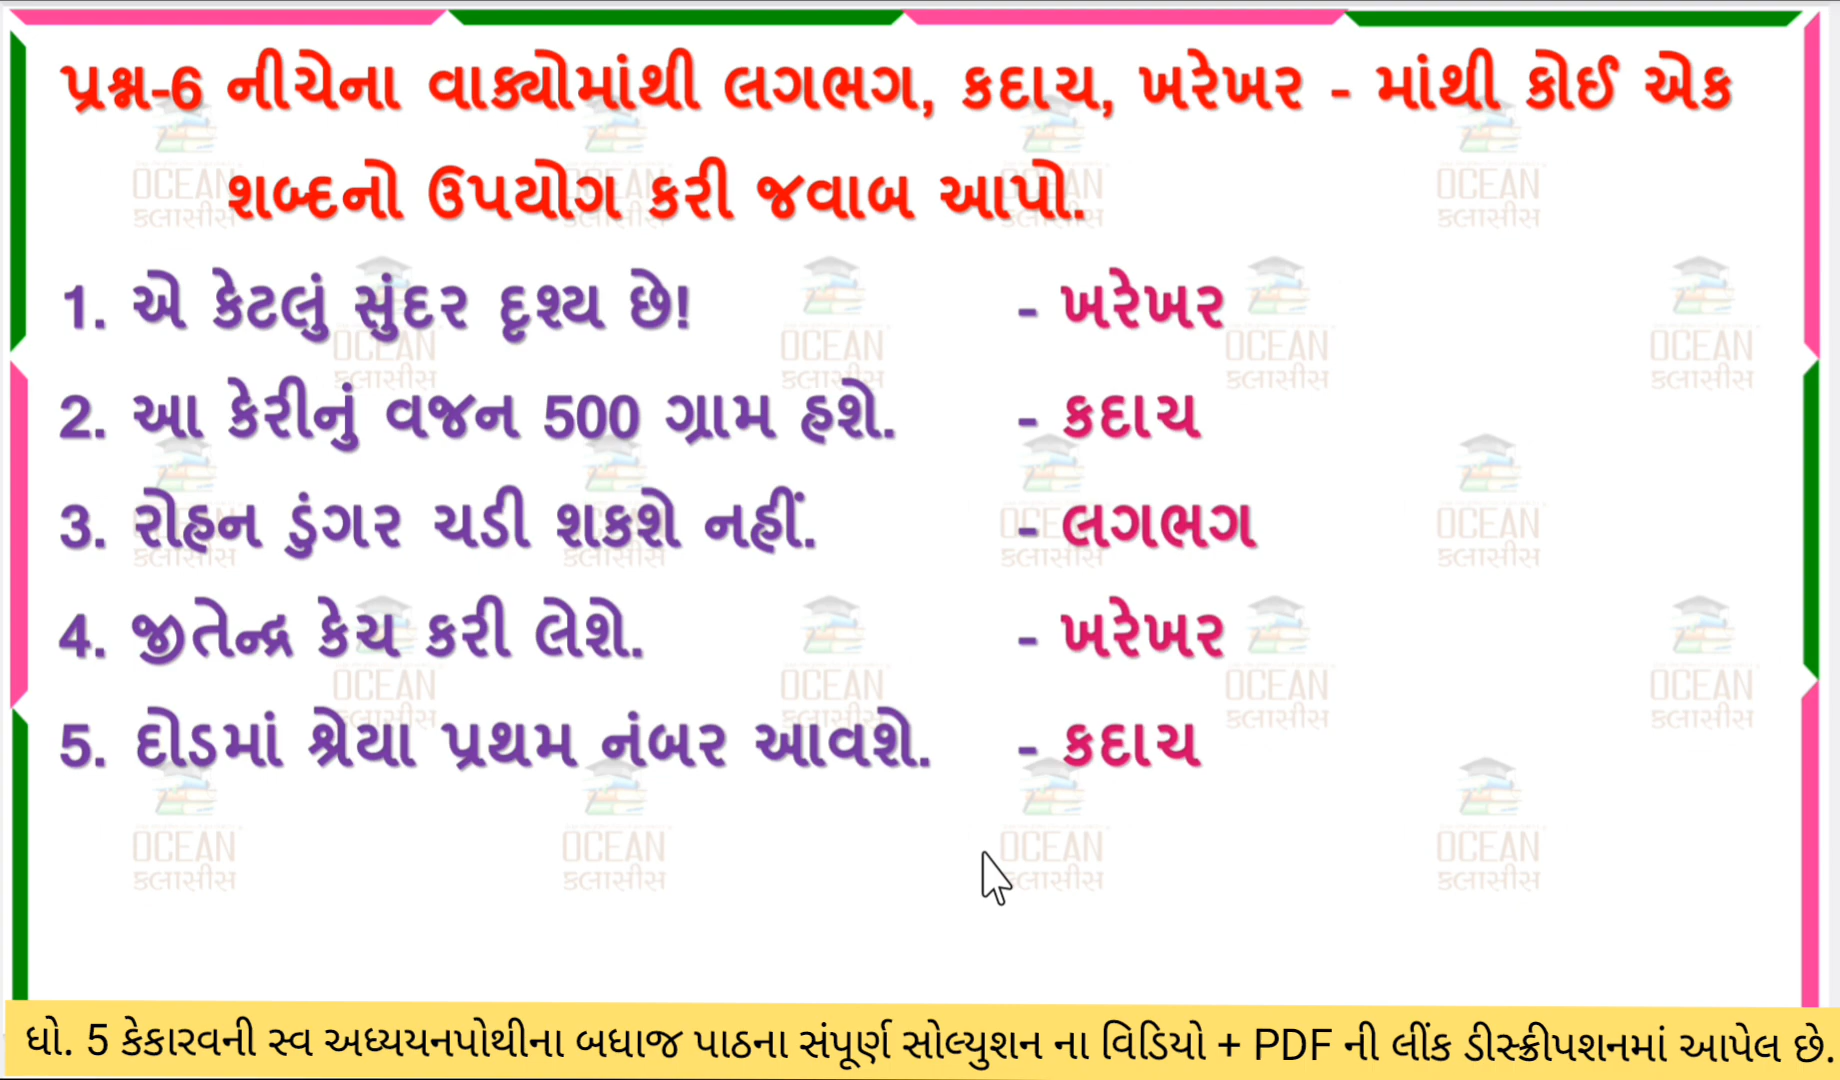 પ્રશ્ન-6 નીચેના વાક્યોમાંથી લગભગ, કદાચ, ખરેખર - માંથી કોઈ એક
શબ્દનો ઉપયોગ કરી જવાબ આપો.
1. એ કેટલું સુંદર દૃશ્ય છે! - ખરેખર
2. આ કેરીનું વજન 500 ગ્રામ હશે. - કદાચ
3. રોહન ડુંગર ચડી શકશે નહીં. - લગભગ
4. જીતેન્દ્ર કેચ કરી લેશે. - ખરેખર
5. દોડમાં શ્રેયા પ્રથમ નંબર આવશે. - કદાચ
OCEAN
કલાસીસ
ધો. 5 કેકારવની સ્વ અધ્યયનપોથીના બધાજ પાઠના સંપૂર્ણ સોલ્યુશન ના વિડિયો + PDF ની લીંક ડીસ્ક્રીપશનમાં આપેલ છે.